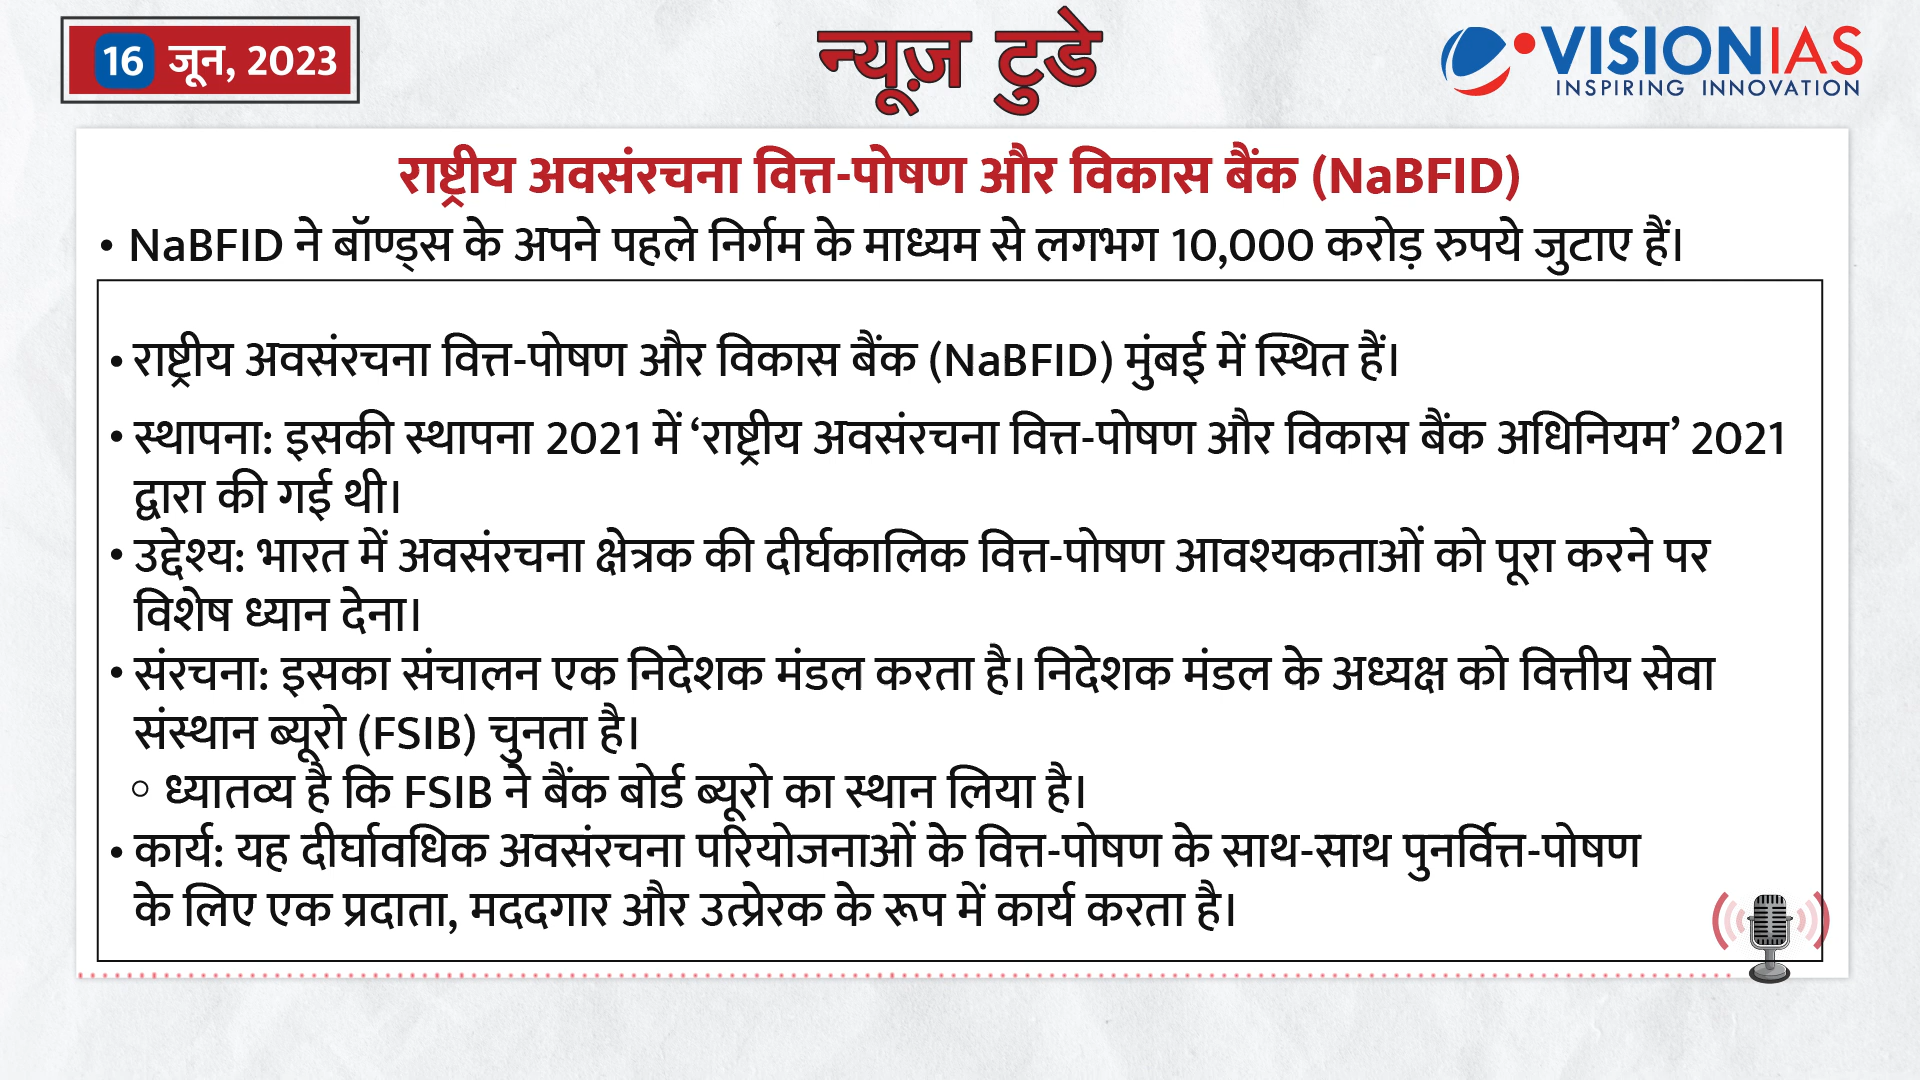 16 जून, 2023
न्यूज़ टुडे
VISIONIAS
INSPIRING INNOVATION
राष्ट्रीय अवसंरचना वित्त-पोषण और विकास बैंक (NaBFID)
• NaBFID ने बॉण्ड्स के अपने पहले निर्गम के माध्यम से लगभग 10,000 करोड़ रुपये जुटाए हैं।
• राष्ट्रीय अवसंरचना वित्त-पोषण और विकास बैंक (NaBFID) मुंबई में स्थित हैं।
• स्थापना: इसकी स्थापना 2021 में ‘राष्ट्रीय अवसंरचना वित्त-पोषण और विकास बैंक अधिनियम’ 2021
द्वारा की गई थी।
• उद्देश्य: भारत में अवसंरचना क्षेत्रक की दीर्घकालिक वित्त-पोषण आवश्यकताओं को पूरा करने पर
विशेष ध्यान देना।
• संरचना: इसका संचालन एक निदेशक मंडल करता है। निदेशक मंडल के अध्यक्ष को वित्तीय सेवा
संस्थान ब्यूरो (FSIB) चुनता है।
○ ध्यातव्य है कि FSIB ने बैंक बोर्ड ब्यूरो का स्थान लिया है।
• कार्य: यह दीर्घावधिक अवसंरचना परियोजनाओं के वित्त-पोषण के साथ-साथ पुनर्वित्त-पोषण
के लिए एक प्रदाता, मददगार और उत्प्रेरक के रूप में कार्य करता है।